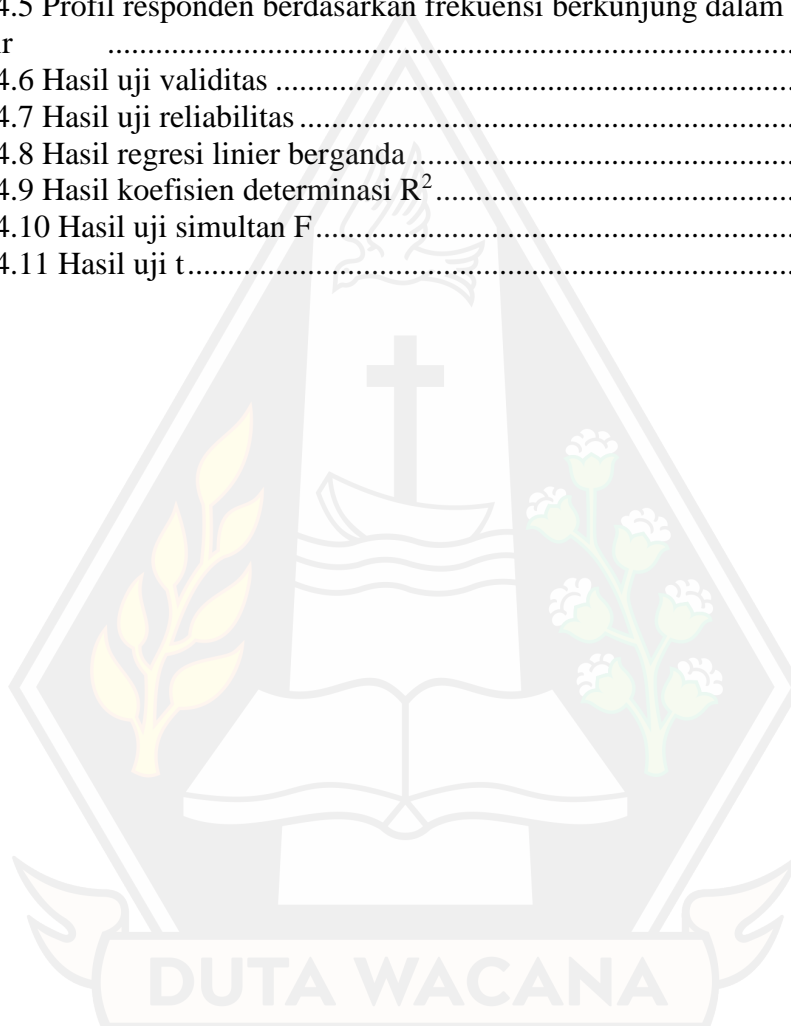 4.5 Profil responden berdasarkan frekuensi berkunjung dalam
r ................................................................................
4.6 Hasil uji validitas ................................................................
4.7 Hasil uji reliabilitas ..............................................................
4.8 Hasil regresi linier berganda ................................................
4.9 Hasil koefisien determinasi R² .............................................
4.10 Hasil uji simultan F ............................................................
4.11 Hasil uji t ............................................................................
DUTA WACANA